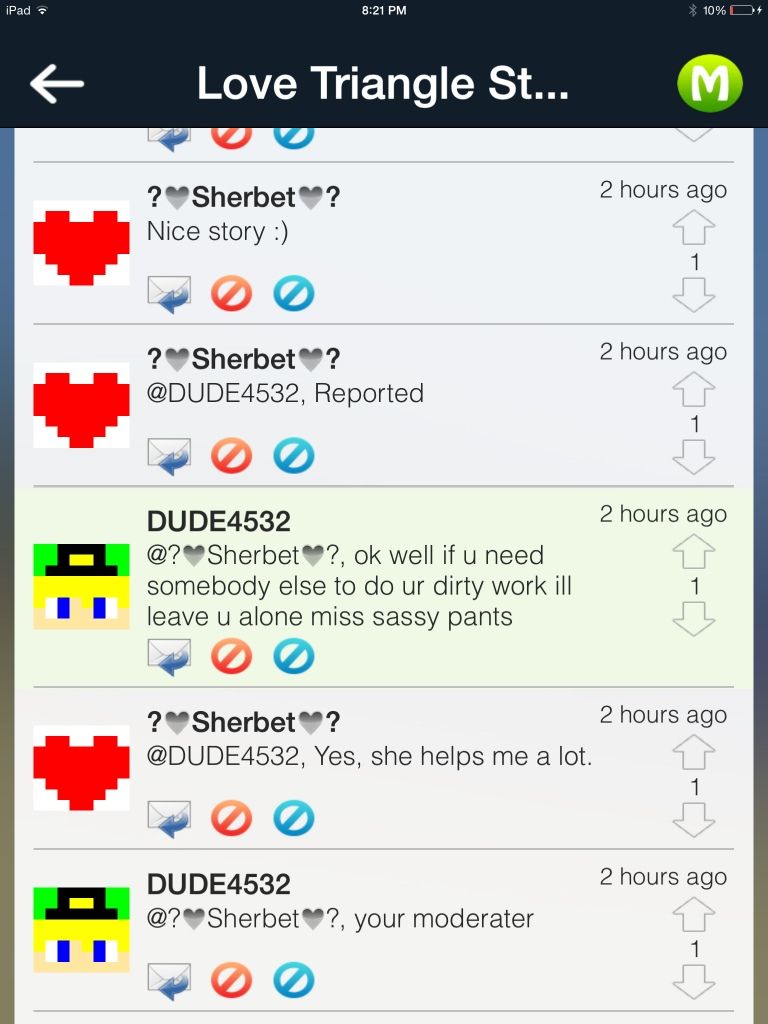 iPad 8:21 PM 10%
Love Triangle St...
M
?🖤Sherbet🖤? 2 hours ago
Nice story :)
1
?🖤Sherbet🖤? 2 hours ago
@DUDE4532, Reported
1
DUDE4532 2 hours ago
@?🖤Sherbet🖤?, ok well if u need
somebody else to do ur dirty work ill
leave u alone miss sassy pants
1
?🖤Sherbet🖤? 2 hours ago
@DUDE4532, Yes, she helps me a lot.
1
DUDE4532 2 hours ago
@?🖤Sherbet🖤?, your moderater
1